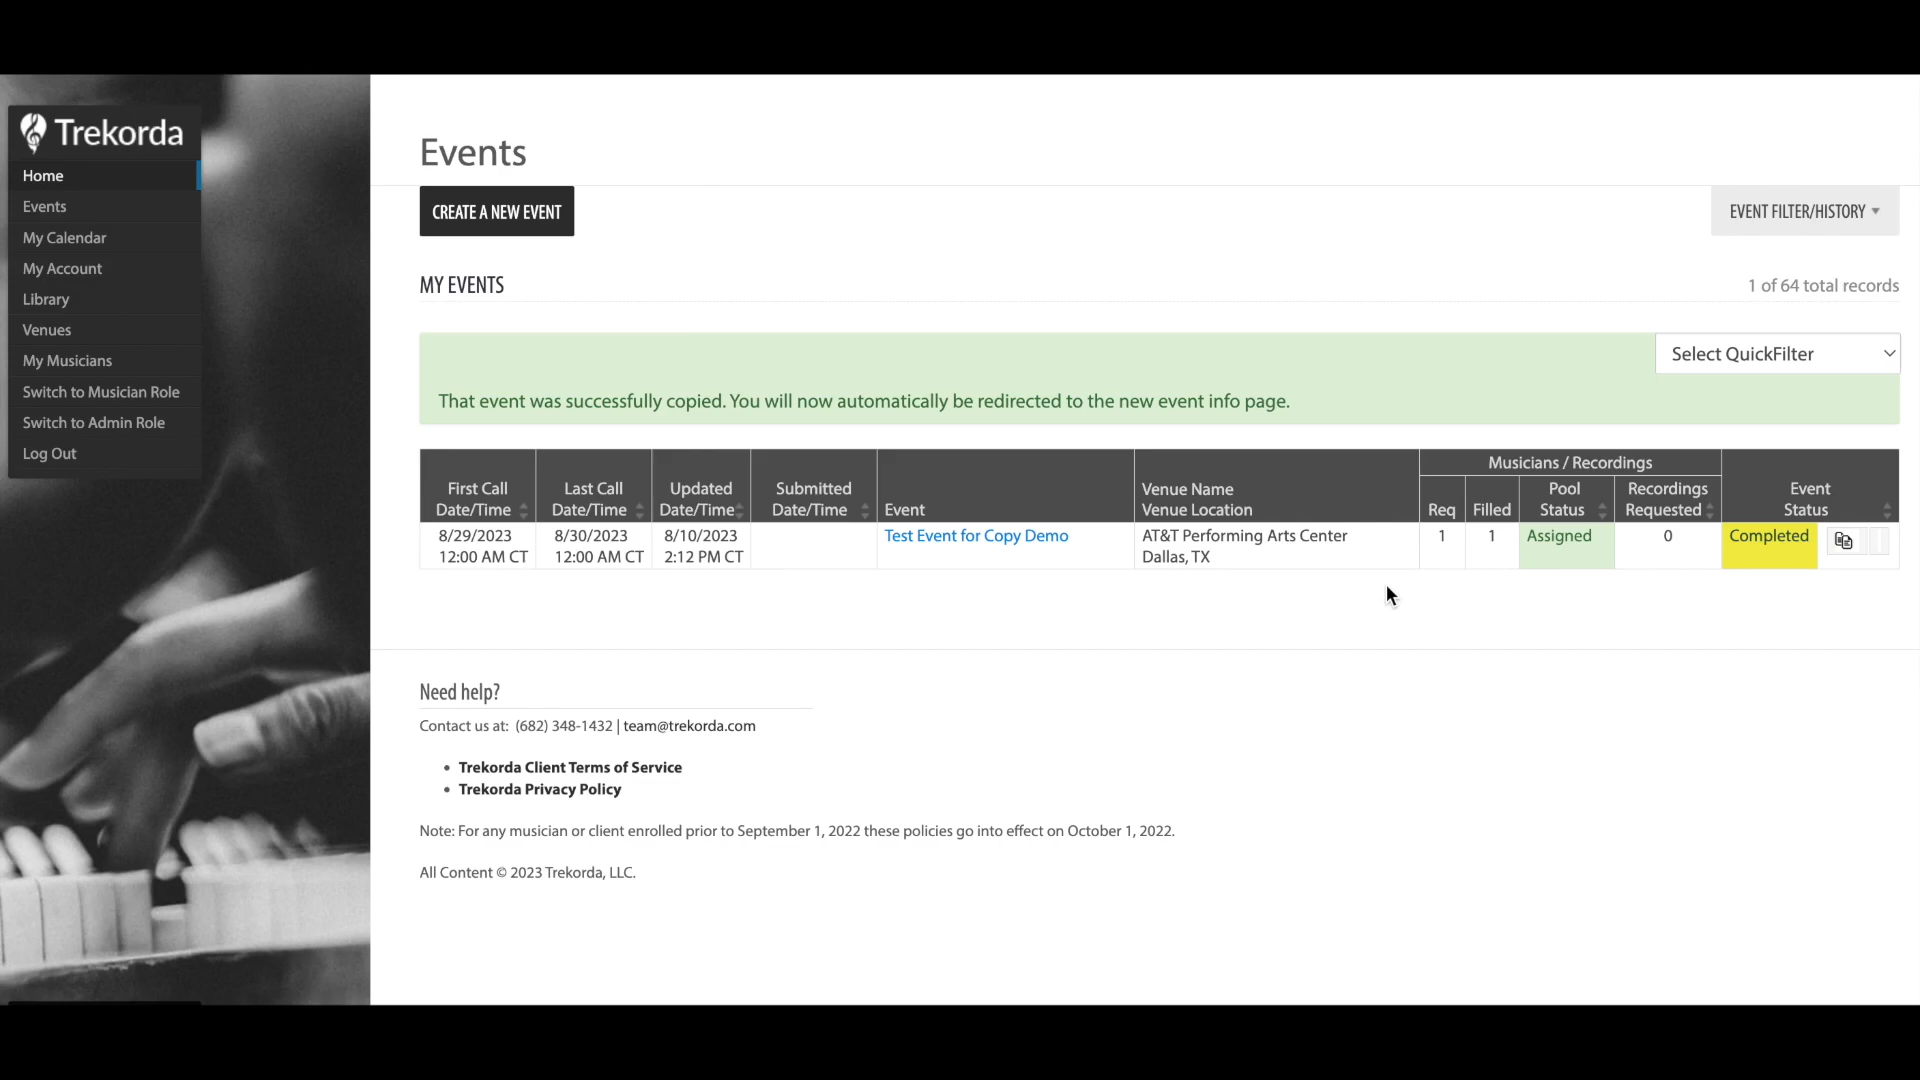 Trekorda
Home
Events
My Calendar
My Account
Library
Venues
My Musicians
Switch to Musician Role
Switch to Admin Role
Log Out
Events
CREATE A NEW EVENT
EVENT FILTER/HISTORY
MY EVENTS
1 of 64 total records
Select QuickFilter
That event was successfully copied. You will now automatically be redirected to the new event info page.
Musicians / Recordings
First Call Last Call Updated Submitted Venue Name Pool Recordings Event
Date/Time Date/Time Date/Time Date/Time Event Venue Location Req Filled Status Requested Status
8/29/2023 8/30/2023 8/10/2023 Test Event for Copy Demo AT&T Performing Arts Center 1 1 Assigned 0 Completed
12:00 AM CT 12:00 AM CT 2:12 PM CT Dallas, TX
Need help?
Contact us at: (682) 348-1432 | team@trekorda.com
• Trekorda Client Terms of Service
• Trekorda Privacy Policy
Note: For any musician or client enrolled prior to September 1, 2022 these policies go into effect on October 1, 2022.
All Content © 2023 Trekorda, LLC.